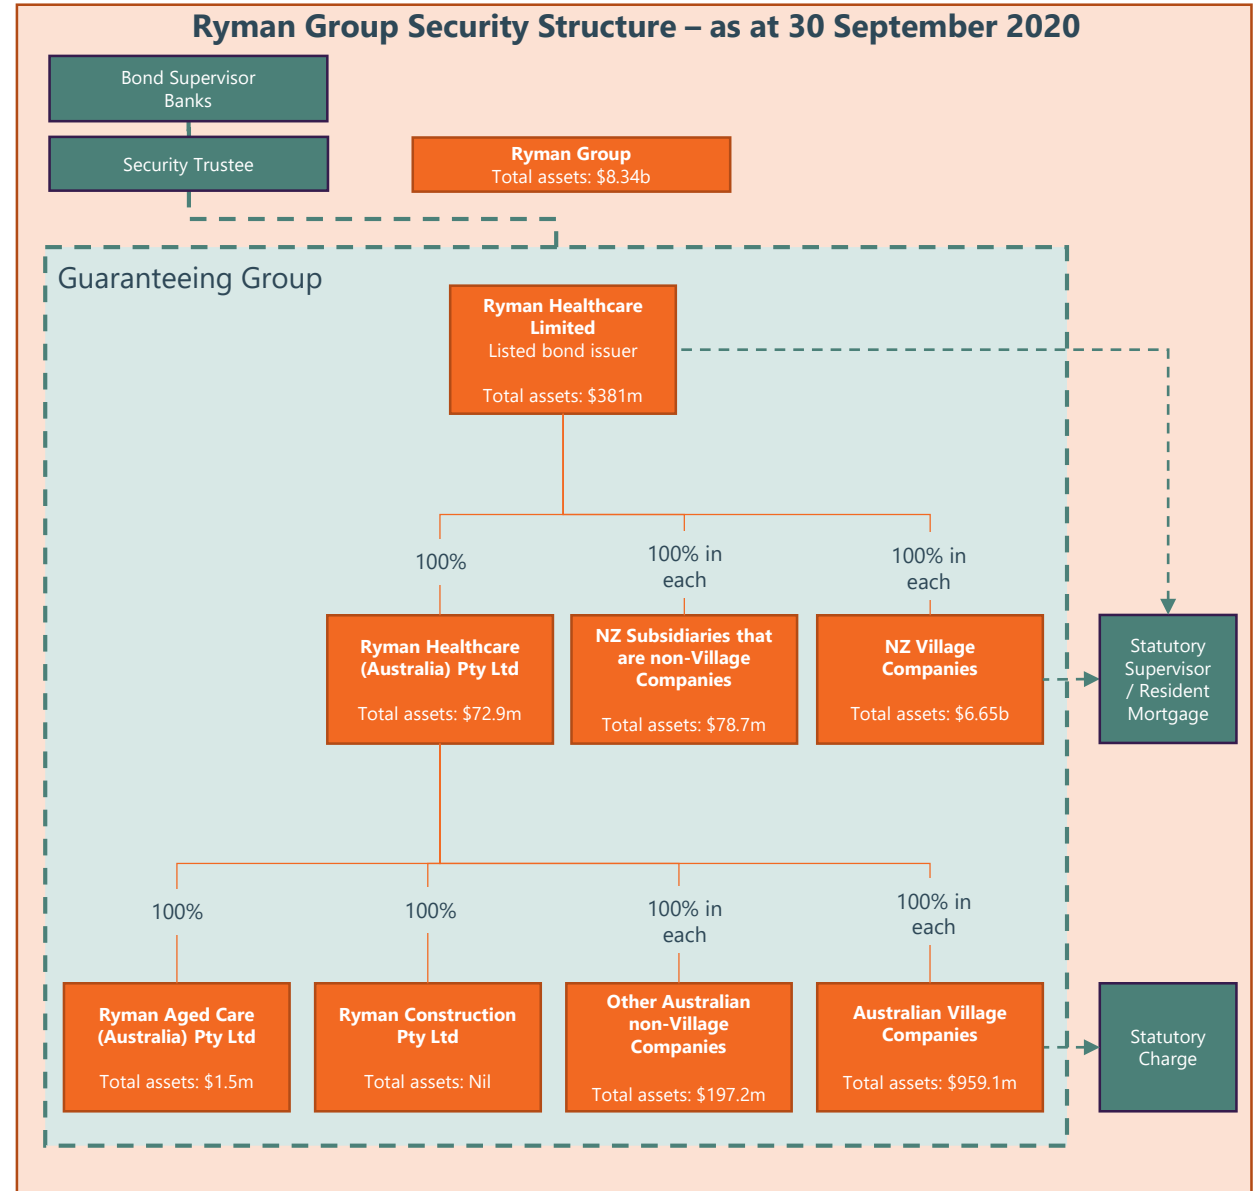 Ryman Group Security Structure – as at 30 September 2020
Bond Supervisor
Banks
Security Trustee
Ryman Group
Total assets: $8.34b
Guaranteeing Group
Ryman Healthcare
Limited
Listed bond issuer
Total assets: $381m
100%
100% in
each
100% in
each
Ryman Healthcare
(Australia) Pty Ltd
Total assets: $72.9m
NZ Subsidiaries that
are non-Village
Companies
Total assets: $78.7m
NZ Village
Companies
Total assets: $6.65b
Statutory
Supervisor
/ Resident
Mortgage
100%
100%
100% in
each
100% in
each
Ryman Aged Care
(Australia) Pty Ltd
Total assets: $1.5m
Ryman Construction
Pty Ltd
Total assets: Nil
Other Australian
non-Village
Companies
Total assets: $197.2m
Australian Village
Companies
Total assets: $959.1m
Statutory
Charge